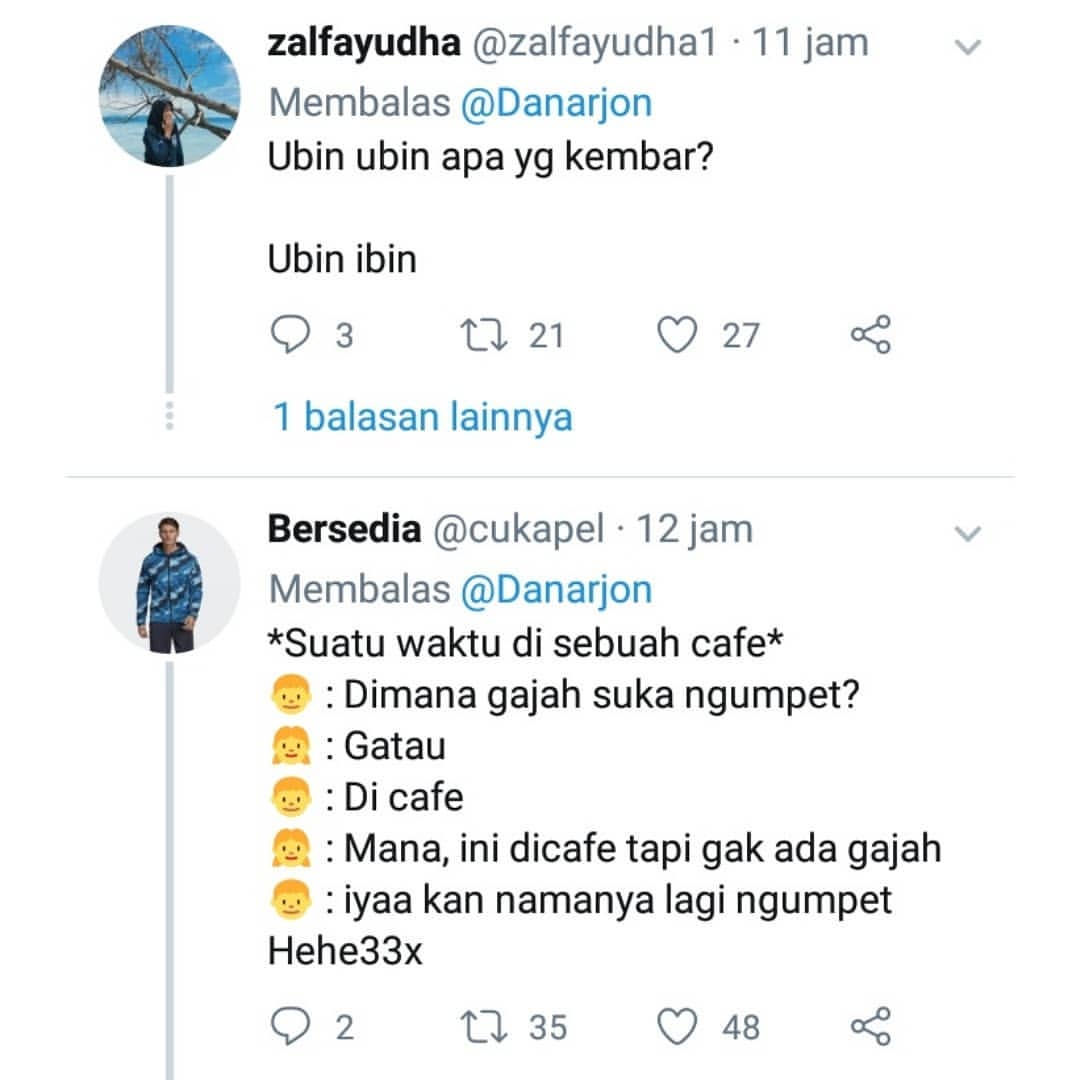 zalfayudha @zalfayudha1 · 11 jam
Membalas @Danarjon
Ubin ubin apa yg kembar?
Ubin ibin
3 21 27
1 balasan lainnya
Bersedia @cukapel · 12 jam
Membalas @Danarjon
*Suatu waktu di sebuah cafe*
👦 : Dimana gajah suka ngumpet?
👧 : Gatau
👦 : Di cafe
👧 : Mana, ini dicafe tapi gak ada gajah
👦 : iyaa kan namanya lagi ngumpet
Hehe33x
2 35 48